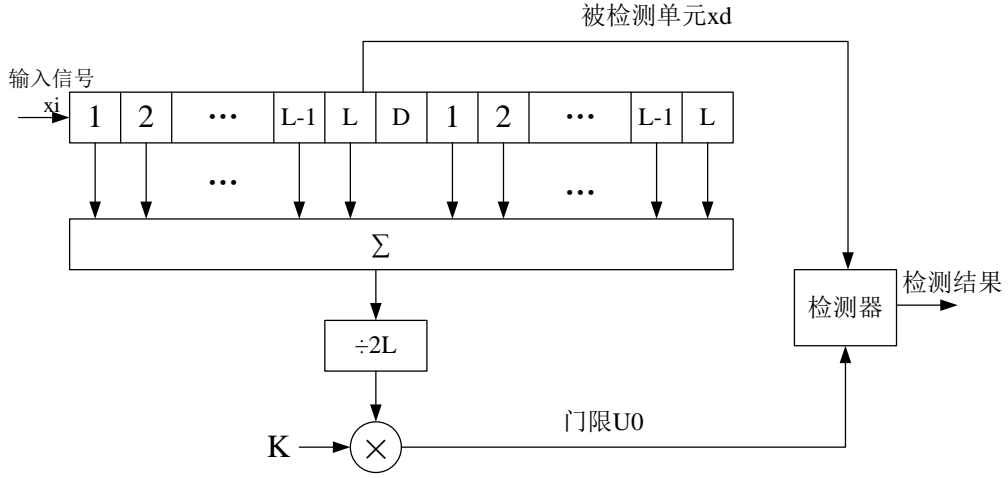 被检测单元xd
输入信号
xi
1 2 ··· L-1 L D 1 2 ··· L-1 L
··· ···
∑
检测器
检测结果
÷2L
K × 门限U0